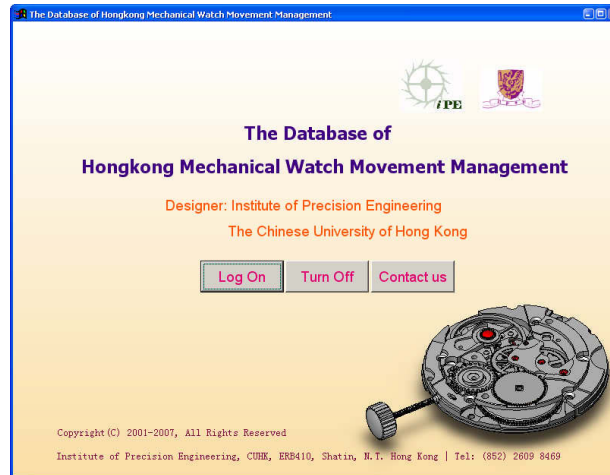 The Database of Hongkong Mechanical Watch Movement Management
iPE
The Database of
Hongkong Mechanical Watch Movement Management
Designer: Institute of Precision Engineering
The Chinese University of Hong Kong
Log On Turn Off Contact us
Copyright(C) 2001-2007, All Rights Reserved
Institute of Precision Engineering, CUHK, ERB410, Shatin, N.T. Hong Kong | Tel: (852) 2609 8469